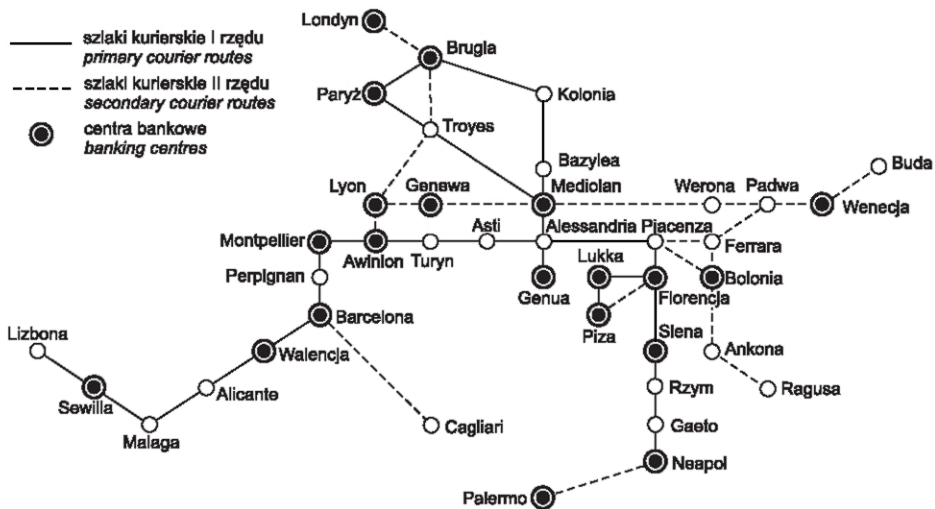 Londyn
szlaki kurierskie I rzędu
primary courier routes
Brugla
szlaki kurierskie II rzędu
secondary courier routes
Paryż
Kolonia
centra bankowe
banking centres
Troyes
Bazylea
Buda
Lyon
Genewa
Mediolan
Werona
Padwa
Wenecja
Montpellier
Asti
Alessandria
Piacenza
Awinion
Turyn
Lukka
Ferrara
Perpignan
Genua
Florencja
Bolonia
Barcelona
Piza
Siena
Lizbona
Walencja
Ankona
Sewilla
Alicante
Rzym
Ragusa
Malaga
Cagliari
Gaeto
Neapol
Palermo